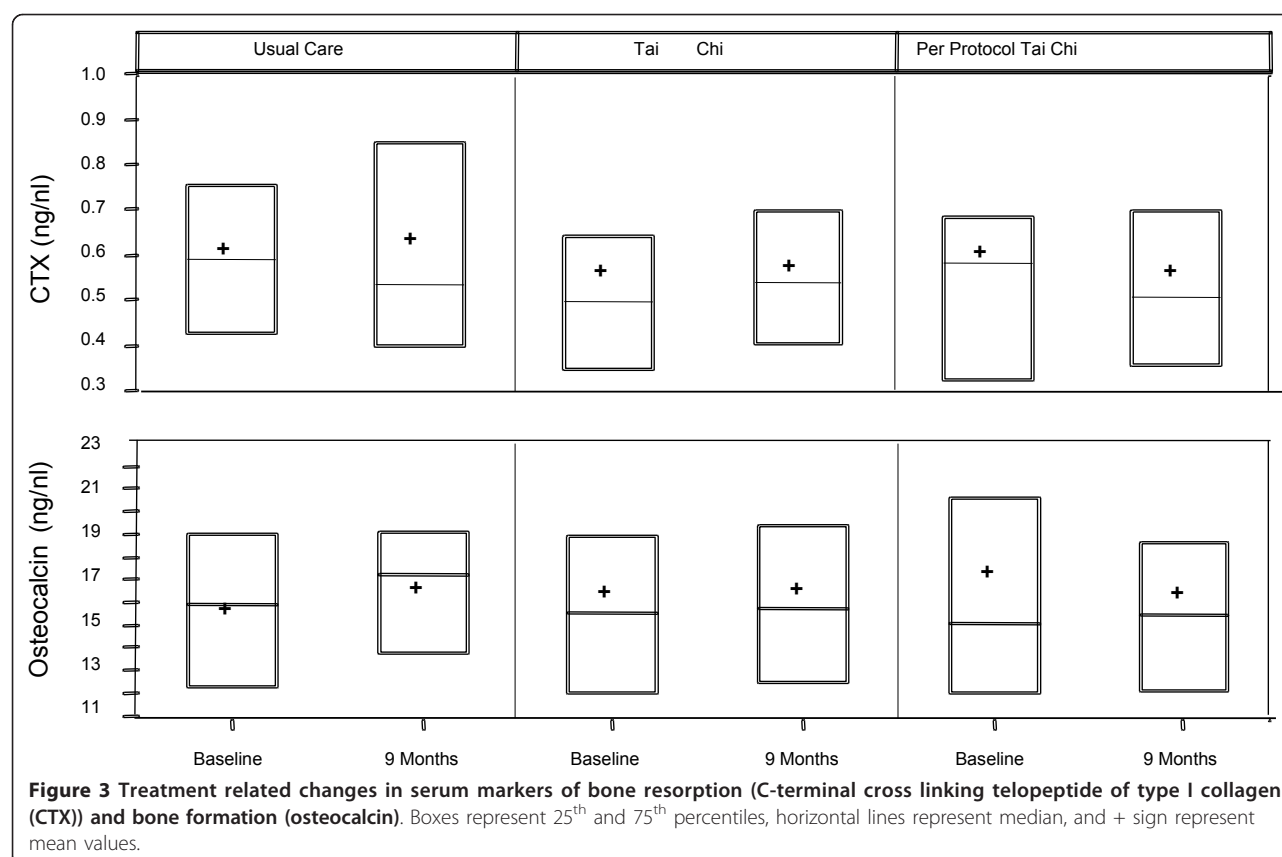 Usual Care Tai Chi Per Protocol Tai Chi
CTX (ng/nl)
1.0
0.9
0.8
0.7
0.6
0.5
0.4
0.3
Osteocalcin (ng/nl)
23
21
19
17
15
13
11
Baseline 9 Months Baseline 9 Months Baseline 9 Months
Figure 3 Treatment related changes in serum markers of bone resorption (C-terminal cross linking telopeptide of type I collagen
(CTX)) and bone formation (osteocalcin). Boxes represent 25th and 75th percentiles, horizontal lines represent median, and + sign represent
mean values.